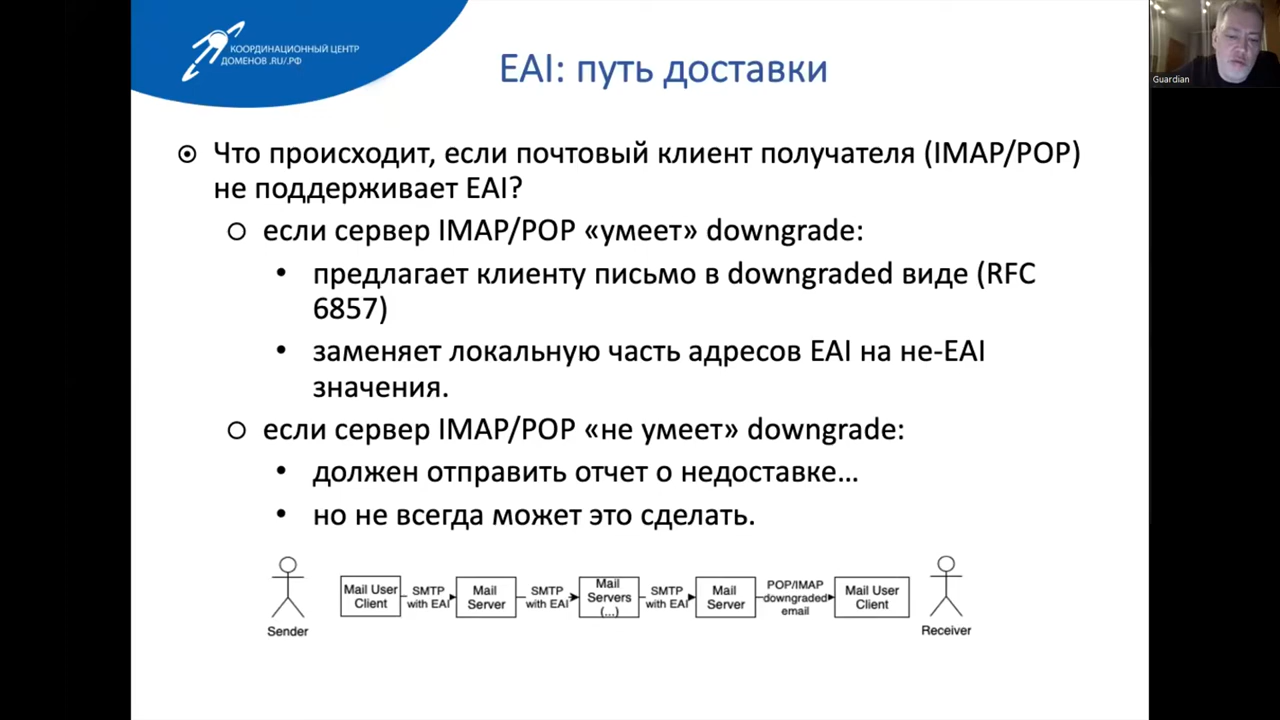 КООРДИНАЦИОННЫЙ ЦЕНТР
ДОМЕНОВ .RU/.РФ
EAI: путь доставки
Guardian
Что происходит, если почтовый клиент получателя (IMAP/POP)
не поддерживает EAI?
если сервер IMAP/POP «умеет» downgrade:
предлагает клиенту письмо в downgraded виде (RFC
6857)
заменяет локальную часть адресов EAI на не-EAI
значения.
если сервер IMAP/POP «не умеет» downgrade:
должен отправить отчет о недоставке…
но не всегда может это сделать.
Sender
Mail User
Client
SMTP
with EAI
Mail
Server
SMTP
with EAI
Mail
Servers
(...)
SMTP
with EAI
Mail
Server
POP/IMAP
downgraded
email
Mail User
Client
Receiver